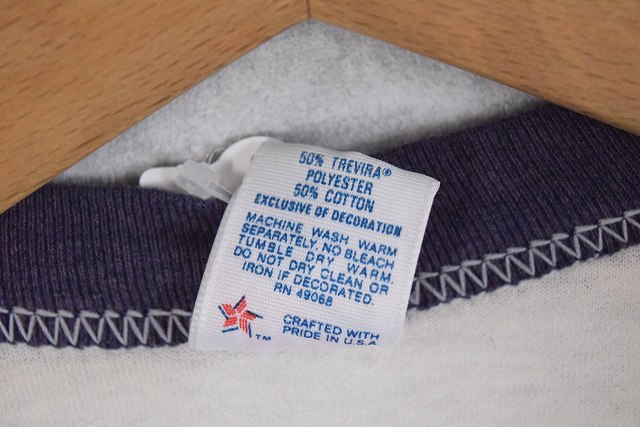 50% TREVIRA®
POLYESTER
50% COTTON
EXCLUSIVE OF DECORATION
MACHINE WASH WARM
SEPARATELY. NO BLEACH
TUMBLE DRY WARM.
DO NOT DRY CLEAN OR
IRON IF DECORATED.
RN 49068
TM
CRAFTED WITH
PRIDE IN U.S.A.